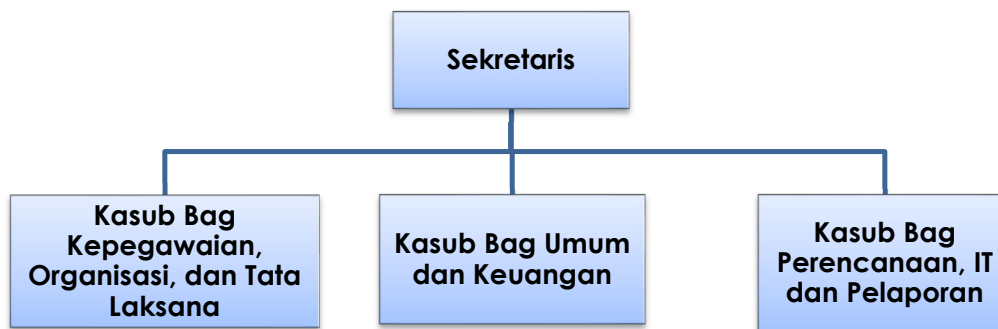 Sekretaris
Kasub Bag
Kepegawaian,
Organisasi, dan Tata
Laksana
Kasub Bag Umum
dan Keuangan
Kasub Bag
Perencanaan, IT
dan Pelaporan